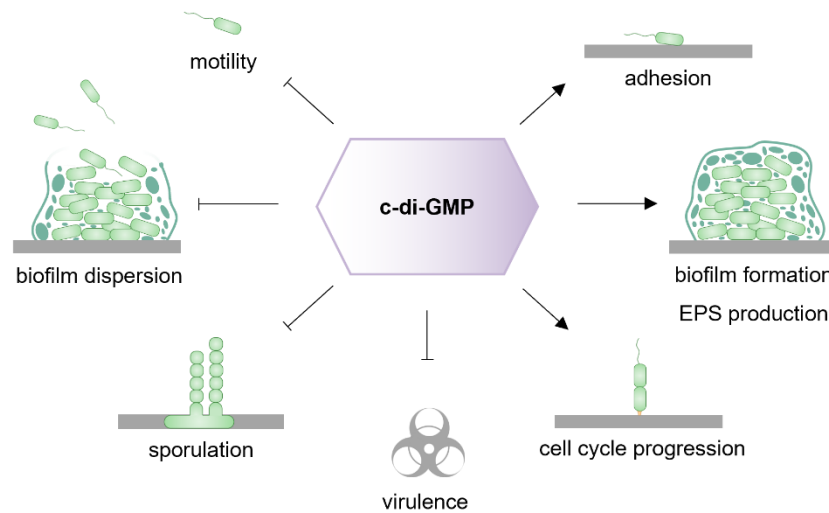 motility
adhesion
c-di-GMP
biofilm dispersion
biofilm formation
EPS production
sporulation
cell cycle progression
virulence